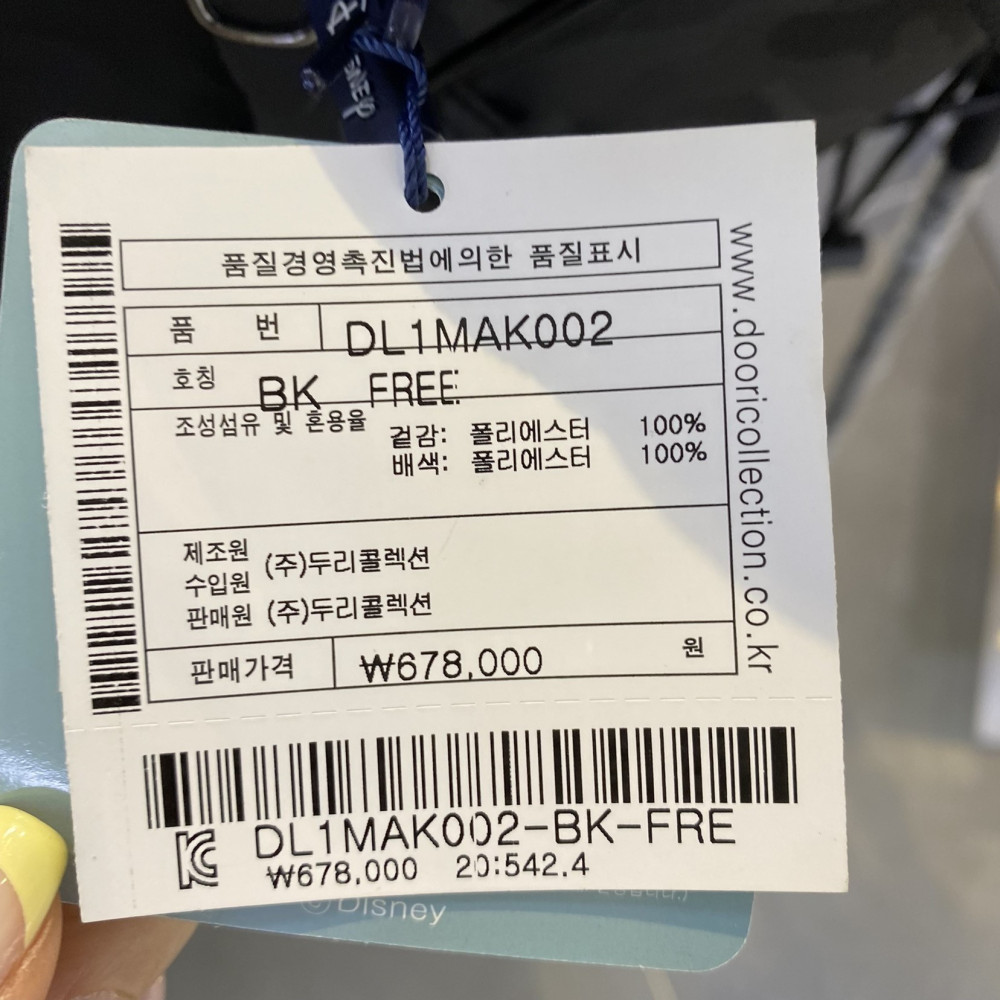 품질경영촉진법에의한 품질표시
품 번 DL1MAK002
호칭 BK FREE
조성섬유 및 혼용율
겉감: 폴리에스터 100%
배색: 폴리에스터 100%
제조원 (주)두리콜렉션
수입원
판매원 (주)두리콜렉션
판매가격 ₩678,000 원
www.dooricollection.co.kr
DL1MAK002-BK-FRE
₩678,000 20:542.4
© Disney